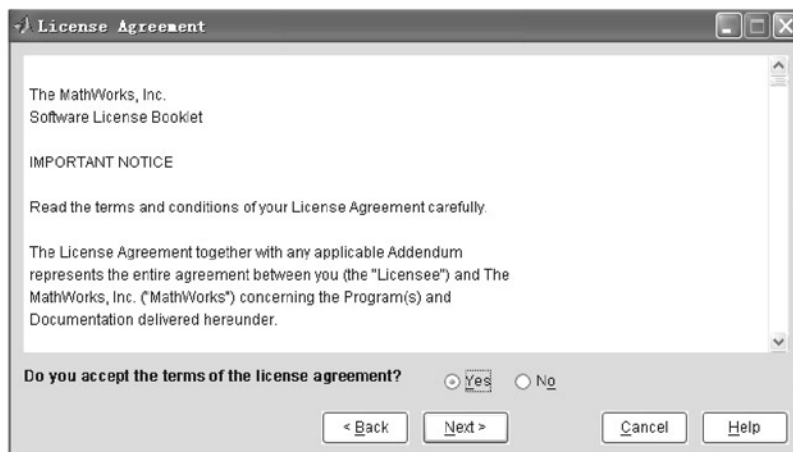 License Agreement
The MathWorks, Inc.
Software License Booklet
IMPORTANT NOTICE
Read the terms and conditions of your License Agreement carefully.
The License Agreement together with any applicable Addendum
represents the entire agreement between you (the "Licensee") and The
MathWorks, Inc. ("MathWorks") concerning the Program(s) and
Documentation delivered hereunder.
Do you accept the terms of the license agreement? Yes No
< Back Next > Cancel Help